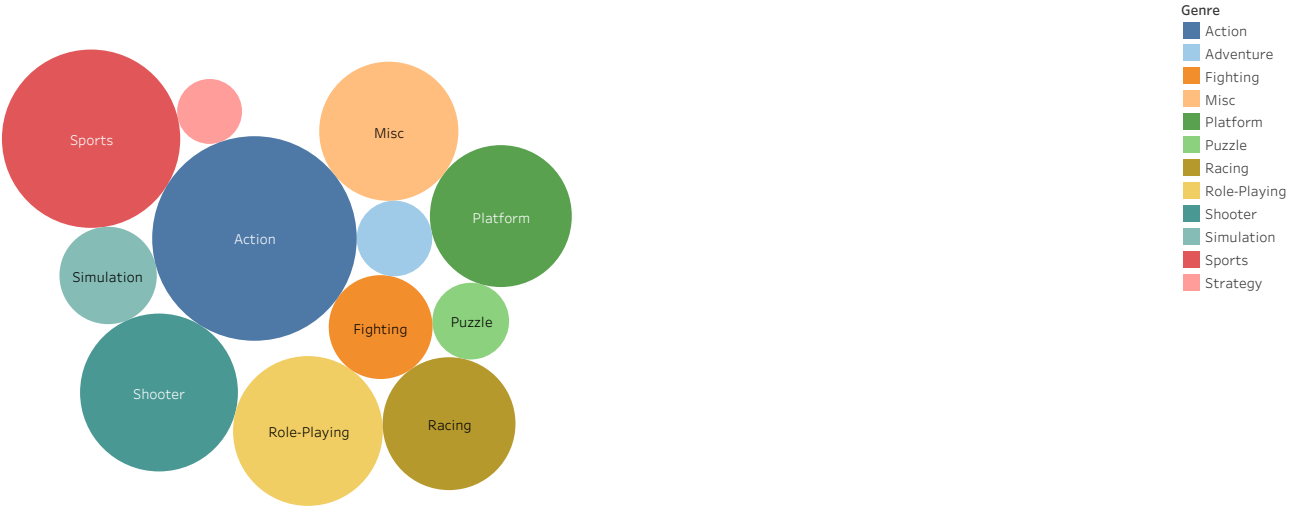 Sports
Misc
Platform
Action
Simulation
Fighting
Puzzle
Shooter
Role-Playing
Racing
Genre
Action
Adventure
Fighting
Misc
Platform
Puzzle
Racing
Role-Playing
Shooter
Simulation
Sports
Strategy